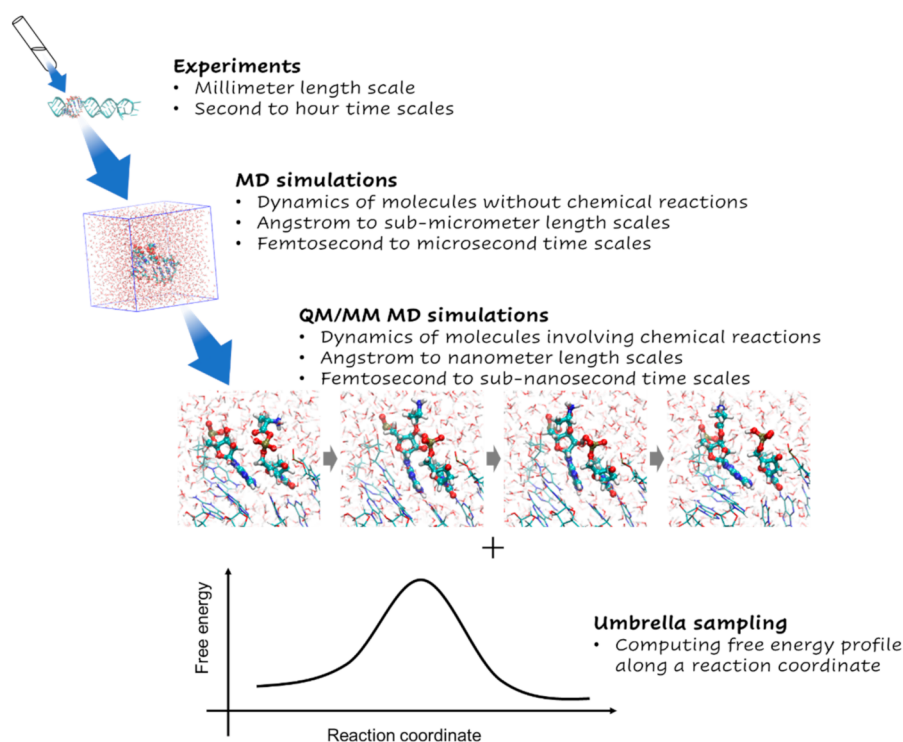 Experiments
• Millimeter length scale
• Second to hour time scales
MD simulations
• Dynamics of molecules without chemical reactions
• Angstrom to sub-micrometer length scales
• Femtosecond to microsecond time scales
QM/MM MD simulations
• Dynamics of molecules involving chemical reactions
• Angstrom to nanometer length scales
• Femtosecond to sub-nanosecond time scales
+
Free energy
Reaction coordinate
Umbrella sampling
• Computing free energy profile
along a reaction coordinate